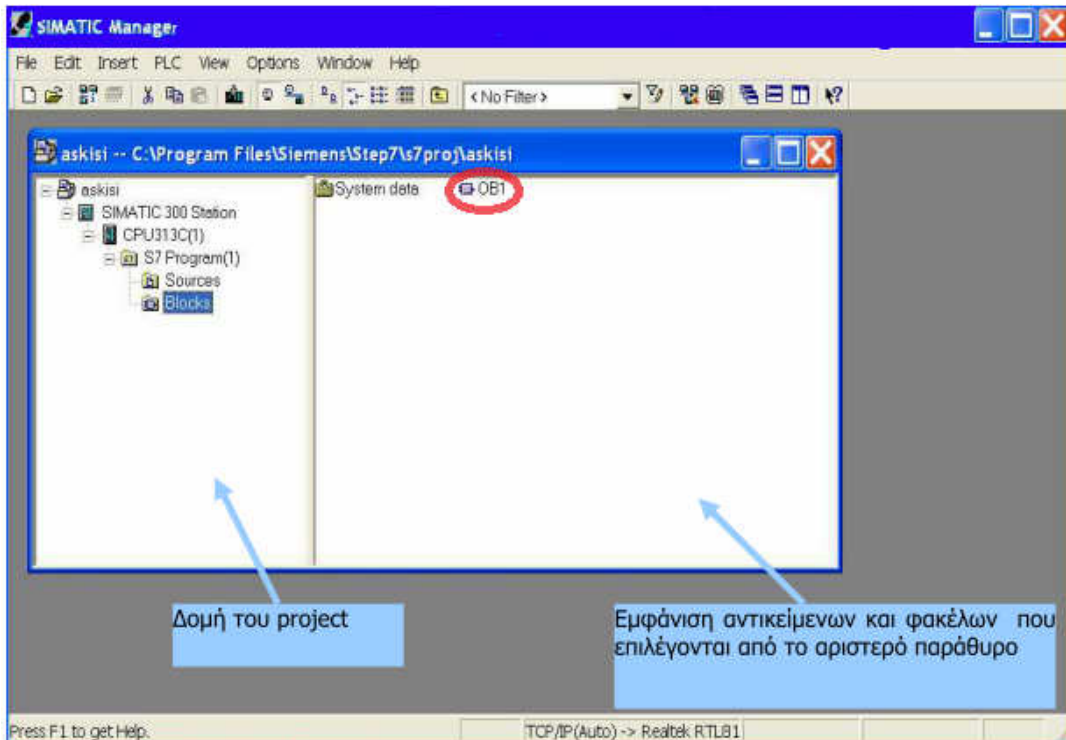 SIMATIC Manager
File Edit Insert PLC View Options Window Help
< No Filter >
askisi -- C:\Program Files\Siemens\Step7\s7proj\askisi
askisi
SIMATIC 300 Station
CPU313C(1)
S7 Program(1)
Sources
Blocks
System data OB1
Δομή του project
Εμφάνιση αντικείμενων και φακέλων που
επιλέγονται από το αριστερό παράθυρο
Press F1 to get Help.
TCP/IP(Auto) -> Realtek RTL81